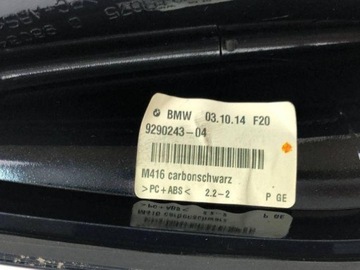 BMW 03.10.14 F20
9290243-04
M416 carbonschwarz
>PC+ABS< 2.2-2 P GE